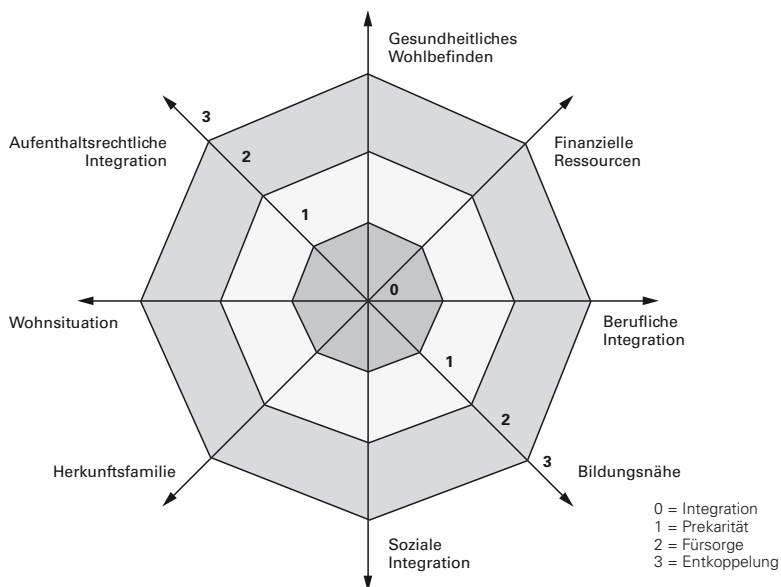 Gesundheitliches
Wohlbefinden
3
Aufenthaltsrechtliche
Integration
2
Finanzielle
Ressourcen
1
0
Wohnsituation
Berufliche
Integration
1
2
3
Herkunftsfamilie
Bildungsnähe
Soziale
Integration
0 = Integration
1 = Prekarität
2 = Fürsorge
3 = Entkoppelung